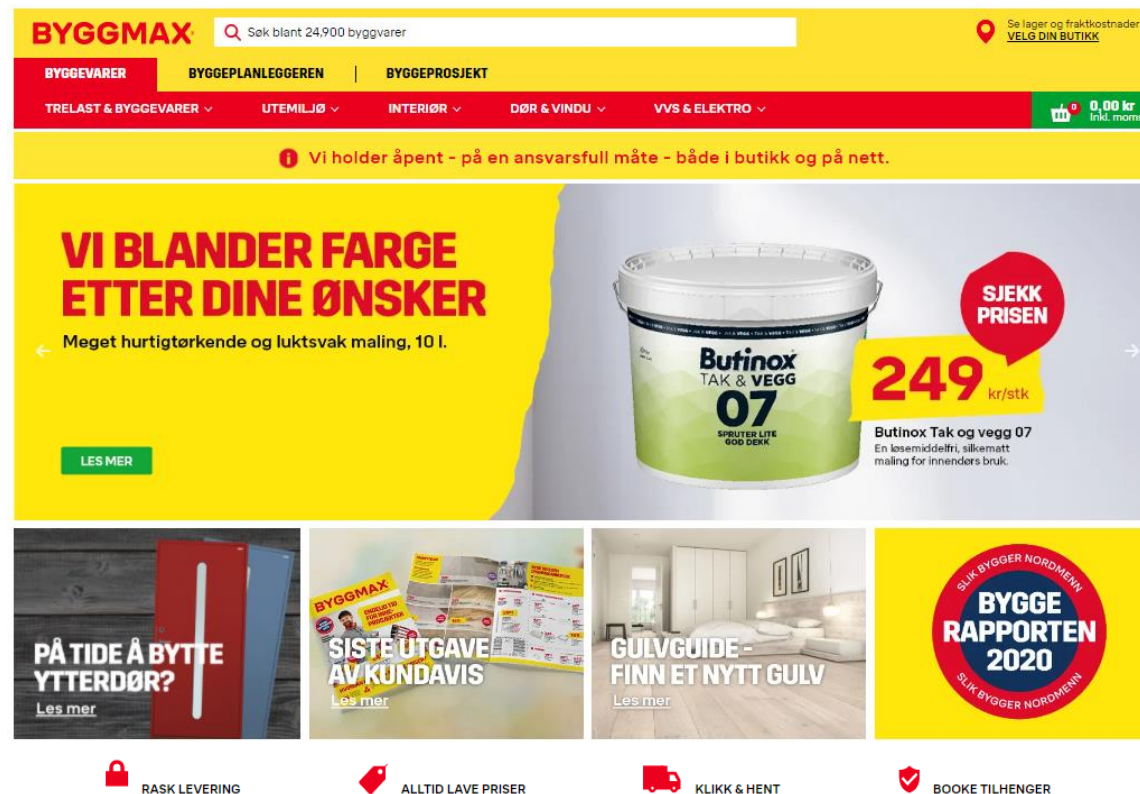 BYGGMAX
Søk blant 24,900 byggvarer
Se lager og fraktkostnader
VELG DIN BUTIKK
BYGGEVARER
BYGGEPLANLEGGEREN
BYGGEPROSJEKT
TRELAST & BYGGEVARER
UTEMILJØ
INTERIØR
DØR & VINDU
VVS & ELEKTRO
0
0,00 kr
Inkl. moms
Vi holder åpent - på en ansvarsfull måte - både i butikk og på nett.
VI BLANDER FARGE
ETTER DINE ØNSKER
Meget hurtigtørkende og luktsvak maling, 10 l.
LES MER
Butinox
TAK & VEGG
07
SPRUTER LITE
GOD DEKK
SJEKK
PRISEN
249 kr/stk
Butinox Tak og vegg 07
En løsemiddelfri, silkematt
maling for innendørs bruk.
PÅ TIDE Å BYTTE
YTTERDØR?
Les mer
BYGGMAX
ENDELIG TID
FOR INNE-
PROSJEKTER
SISTE UTGAVE
AV KUNDAVIS
Les mer
GULVGUIDE -
FINN ET NYTT GULV
Les mer
SLIK BYGGER NORDMENN
BYGGE
RAPPORTEN
2020
SLIK BYGGER NORDMENN
RASK LEVERING
ALLTID LAVE PRISER
KLIKK & HENT
BOOKE TILHENGER